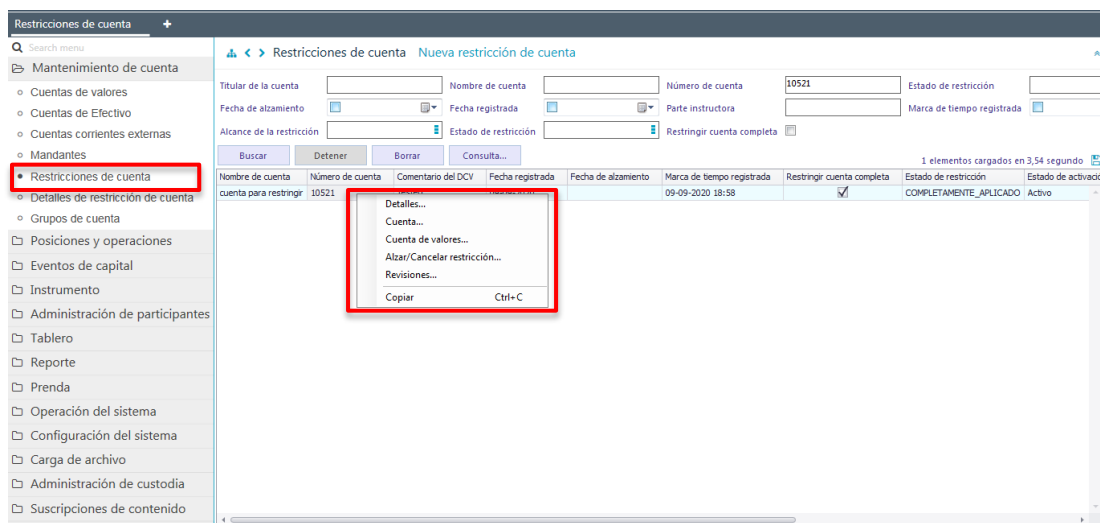 Restricciones de cuenta +
Search menu
Mantenimiento de cuenta
Cuentas de valores
Cuentas de Efectivo
Cuentas corrientes externas
Mandantes
Restricciones de cuenta
Detalles de restricción de cuenta
Grupos de cuenta
Posiciones y operaciones
Eventos de capital
Instrumento
Administración de participantes
Tablero
Reporte
Prenda
Operación del sistema
Configuración del sistema
Carga de archivo
Administración de custodia
Suscripciones de contenido
Restricciones de cuenta Nueva restricción de cuenta
Titular de la cuenta Nombre de cuenta Número de cuenta 10521 Estado de restricción
Fecha de alzamiento Fecha registrada Parte instructora Marca de tiempo registrada
Alcance de la restricción Estado de restricción Restringir cuenta completa
Buscar Detener Borrar Consulta...
1 elementos cargados en 3,54 segundo
Nombre de cuenta Número de cuenta Comentario del DCV Fecha registrada Fecha de alzamiento Marca de tiempo registrada Restringir cuenta completa Estado de restricción Estado de activació
cuenta para restringir 10521 09-09-2020 18:58 COMPLETAMENTE_APLICADO Activo
Detalles...
Cuenta...
Cuenta de valores...
Alzar/Cancelar restricción...
Revisiones...
Copiar Ctrl+C